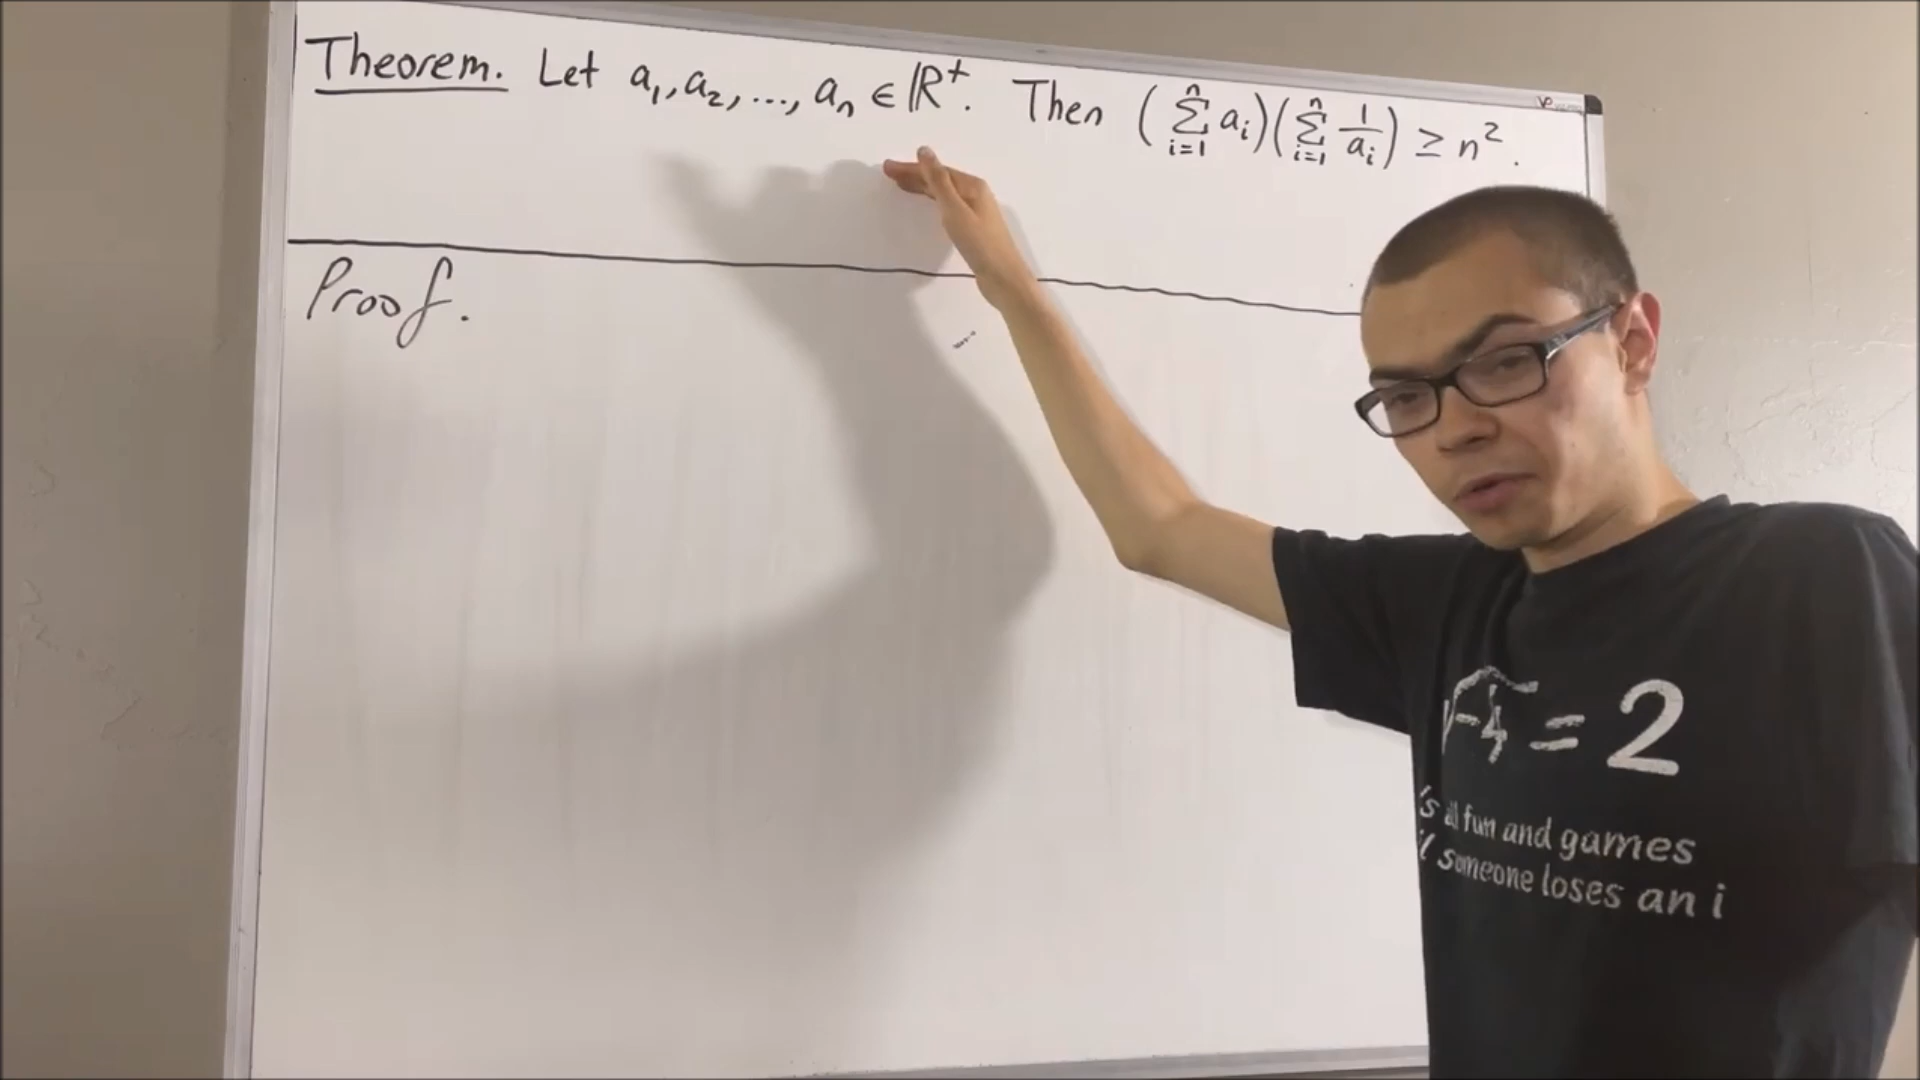 Theorem. Let a₁, a₂, ..., aₙ ∈ ℝ⁺. Then (∑ᵢ₌₁ⁿ aᵢ)(∑ᵢ₌₁ⁿ 1/aᵢ) ≥ n².
Proof.
√-4 = 2
's all fun and games
someone loses an i